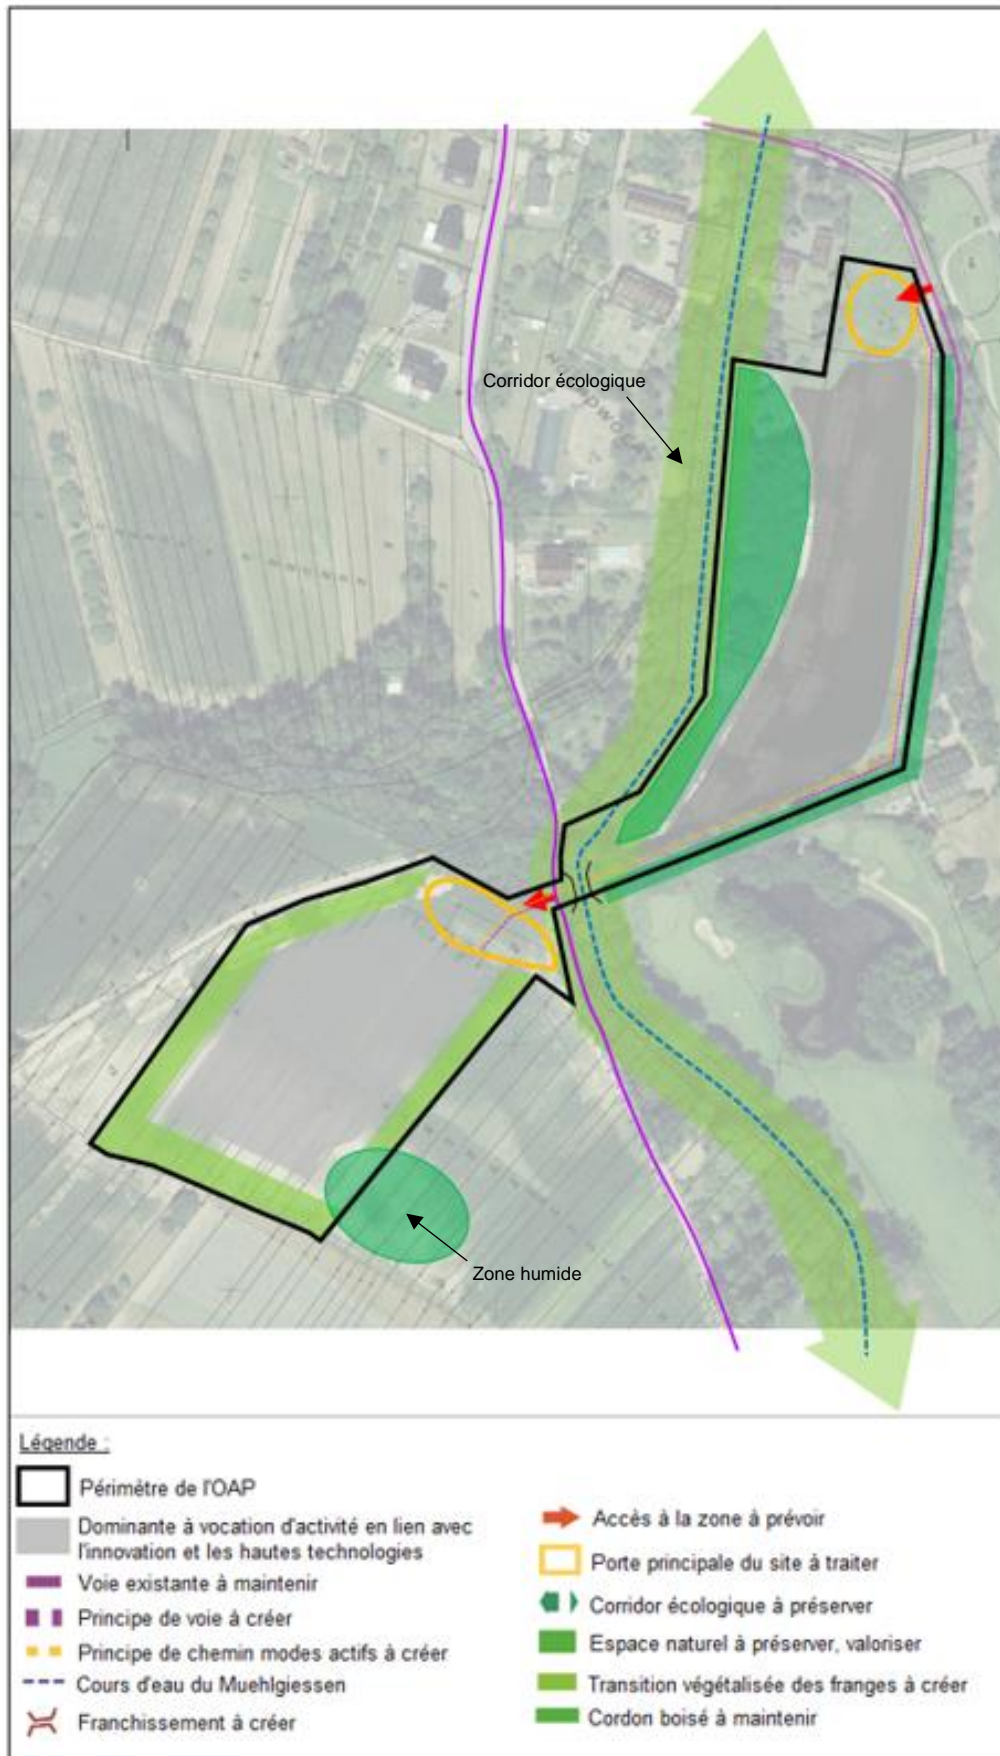 Corridor écologique
Zone humide
Légende :
Périmètre de l'OAP
Dominante à vocation d'activité en lien avec
l'innovation et les hautes technologies
Voie existante à maintenir
Principe de voie à créer
Principe de chemin modes actifs à créer
Cours d'eau du Muehlgiessen
Franchissement à créer
Accès à la zone à prévoir
Porte principale du site à traiter
Corridor écologique à préserver
Espace naturel à préserver, valoriser
Transition végétalisée des franges à créer
Cordon boisé à maintenir